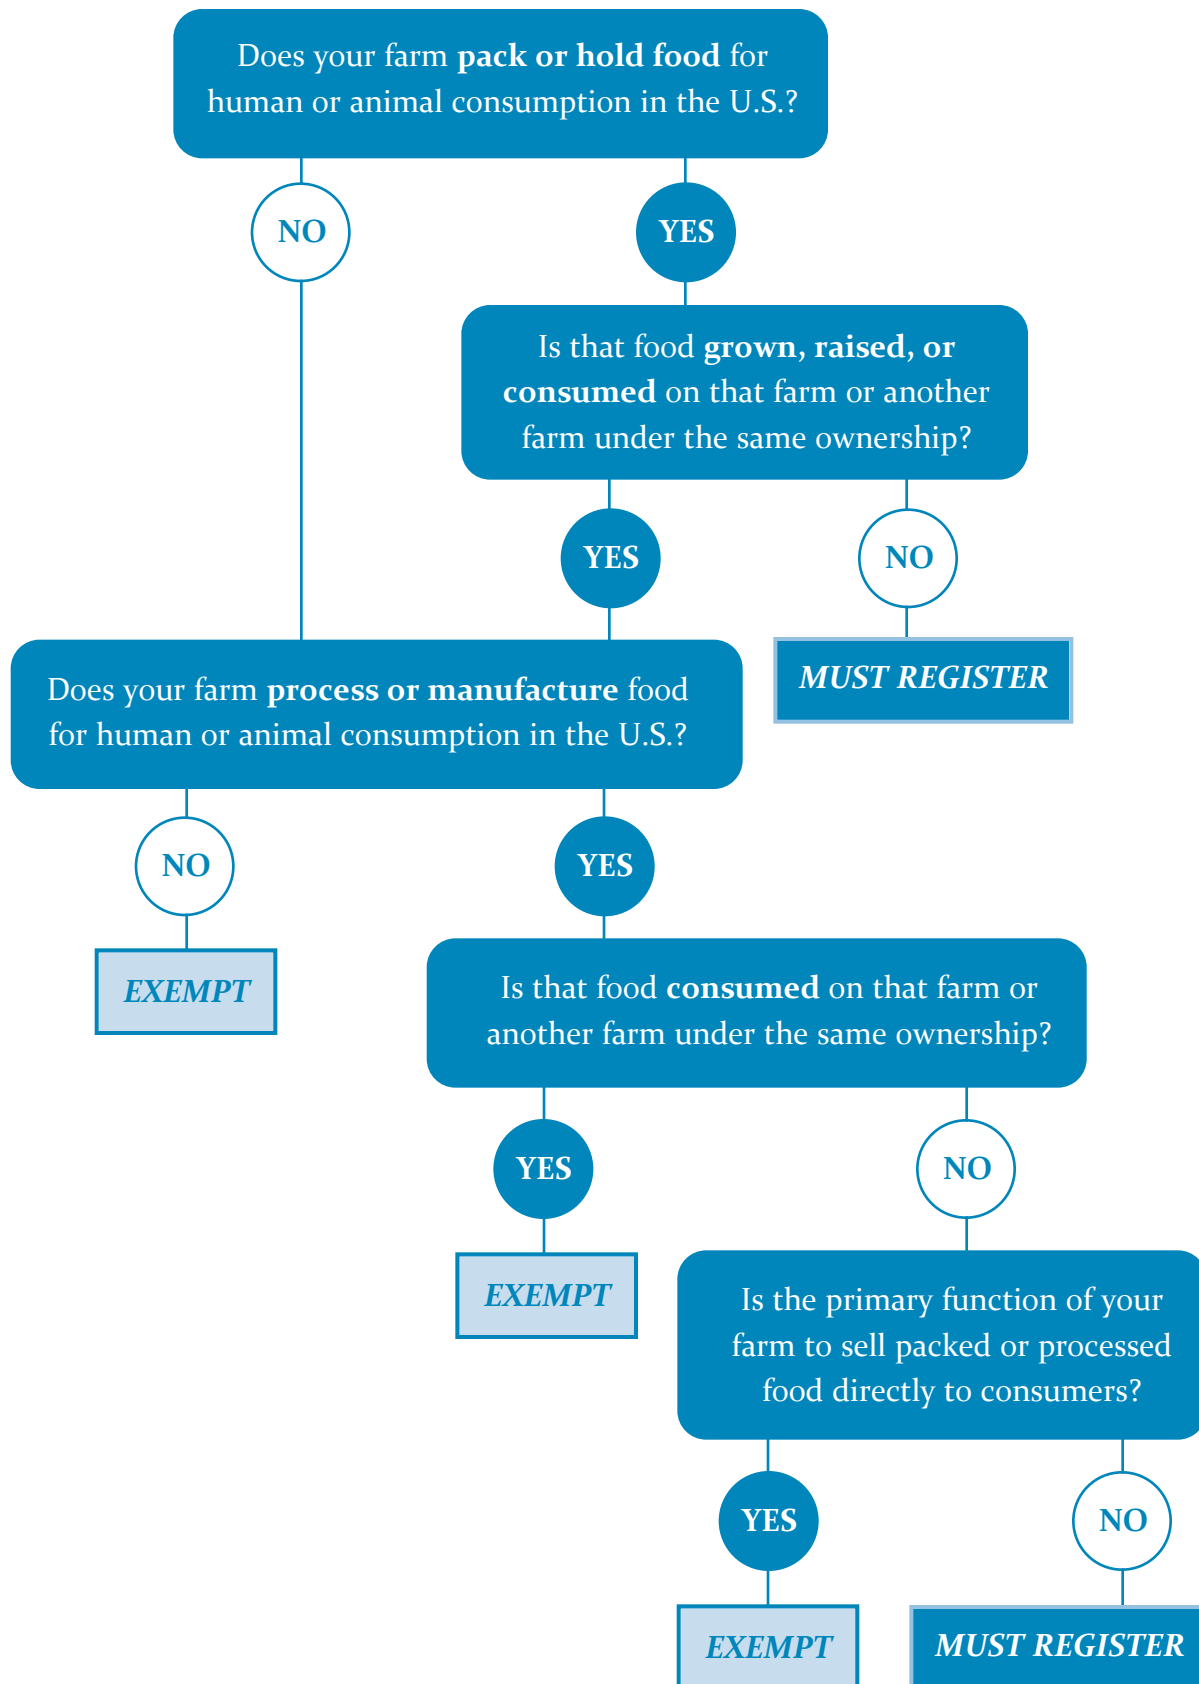 Does your farm pack or hold food for
human or animal consumption in the U.S.?
NO
YES
Is that food grown, raised, or
consumed on that farm or another
farm under the same ownership?
YES
NO
MUST REGISTER
Does your farm process or manufacture food
for human or animal consumption in the U.S.?
NO
YES
EXEMPT
Is that food consumed on that farm or
another farm under the same ownership?
YES
NO
EXEMPT
Is the primary function of your
farm to sell packed or processed
food directly to consumers?
YES
NO
EXEMPT
MUST REGISTER